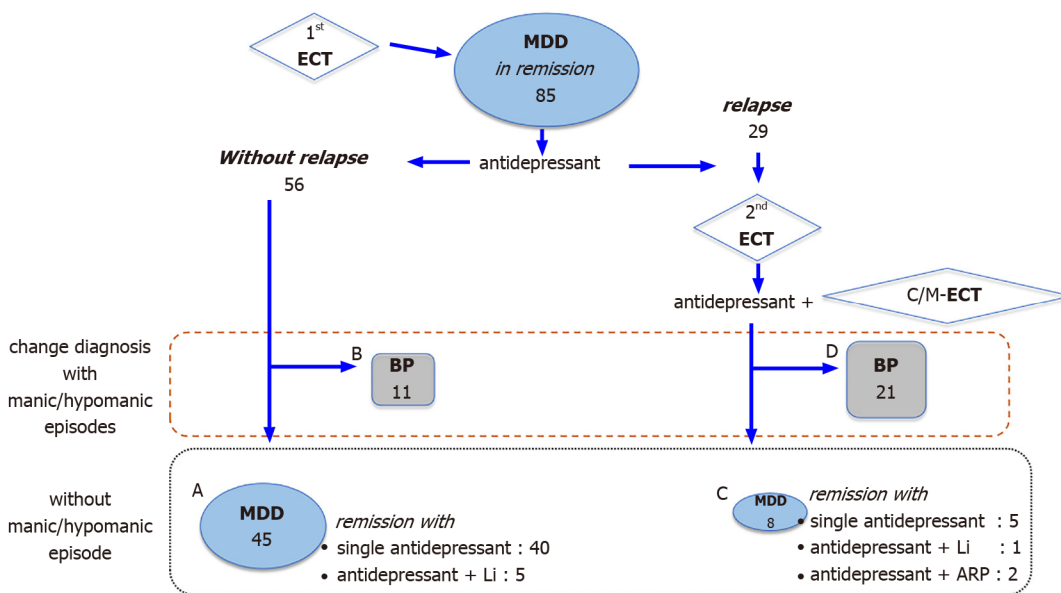 1st
ECT
MDD
in remission
85
relapse
29
Without relapse
56
antidepressant
2nd
ECT
antidepressant +
C/M-ECT
change diagnosis
with
manic/hypomanic
episodes
B
BP
11
D
BP
21
without
manic/hypomanic
episode
A
MDD
45
remission with
• single antidepressant : 40
• antidepressant + Li : 5
C
MDD
8
remission with
• single antidepressant : 5
• antidepressant + Li : 1
• antidepressant + ARP : 2